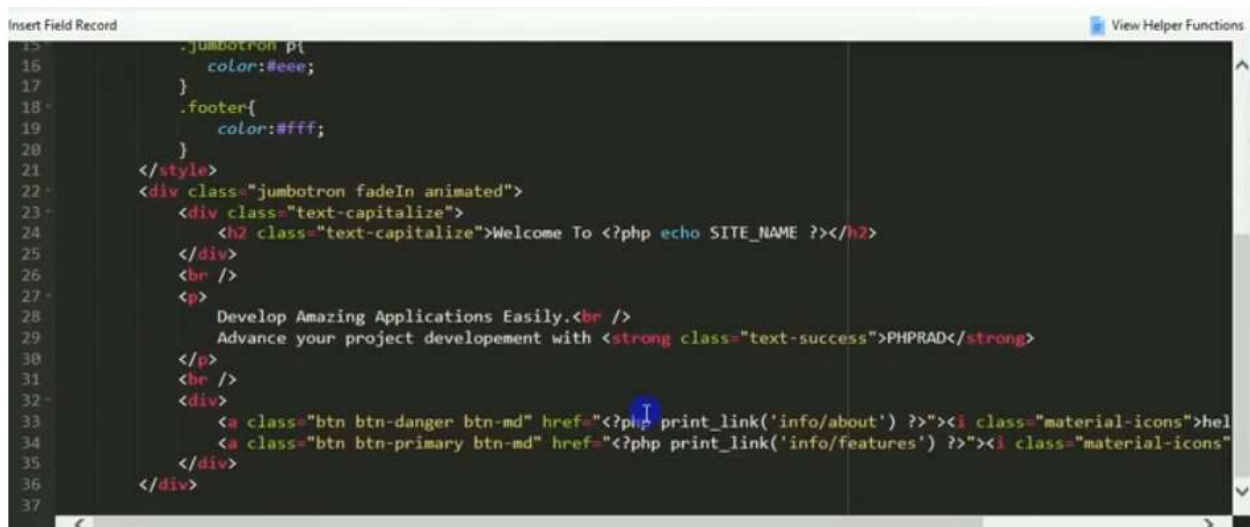 Insert Field Record
View Helper Functions
15 .jumbotron p{
16 color:#eee;
17 }
18 .footer{
19 color:#fff;
20 }
21 </style>
22 <div class="jumbotron fadeIn animated">
23 <div class="text-capitalize">
24 <h2 class="text-capitalize">Welcome To <?php echo SITE_NAME ?></h2>
25 </div>
26 <br />
27 <p>
28 Develop Amazing Applications Easily.<br />
29 Advance your project developement with <strong class="text-success">PHPRAD</strong>
30 </p>
31 <br />
32 <div>
33 <a class="btn btn-danger btn-md" href="<?php print_link('info/about') ?>"><i class="material-icons">hel
34 <a class="btn btn-primary btn-md" href="<?php print_link('info/features') ?>"><i class="material-icons"
35 </div>
36 </div>
37